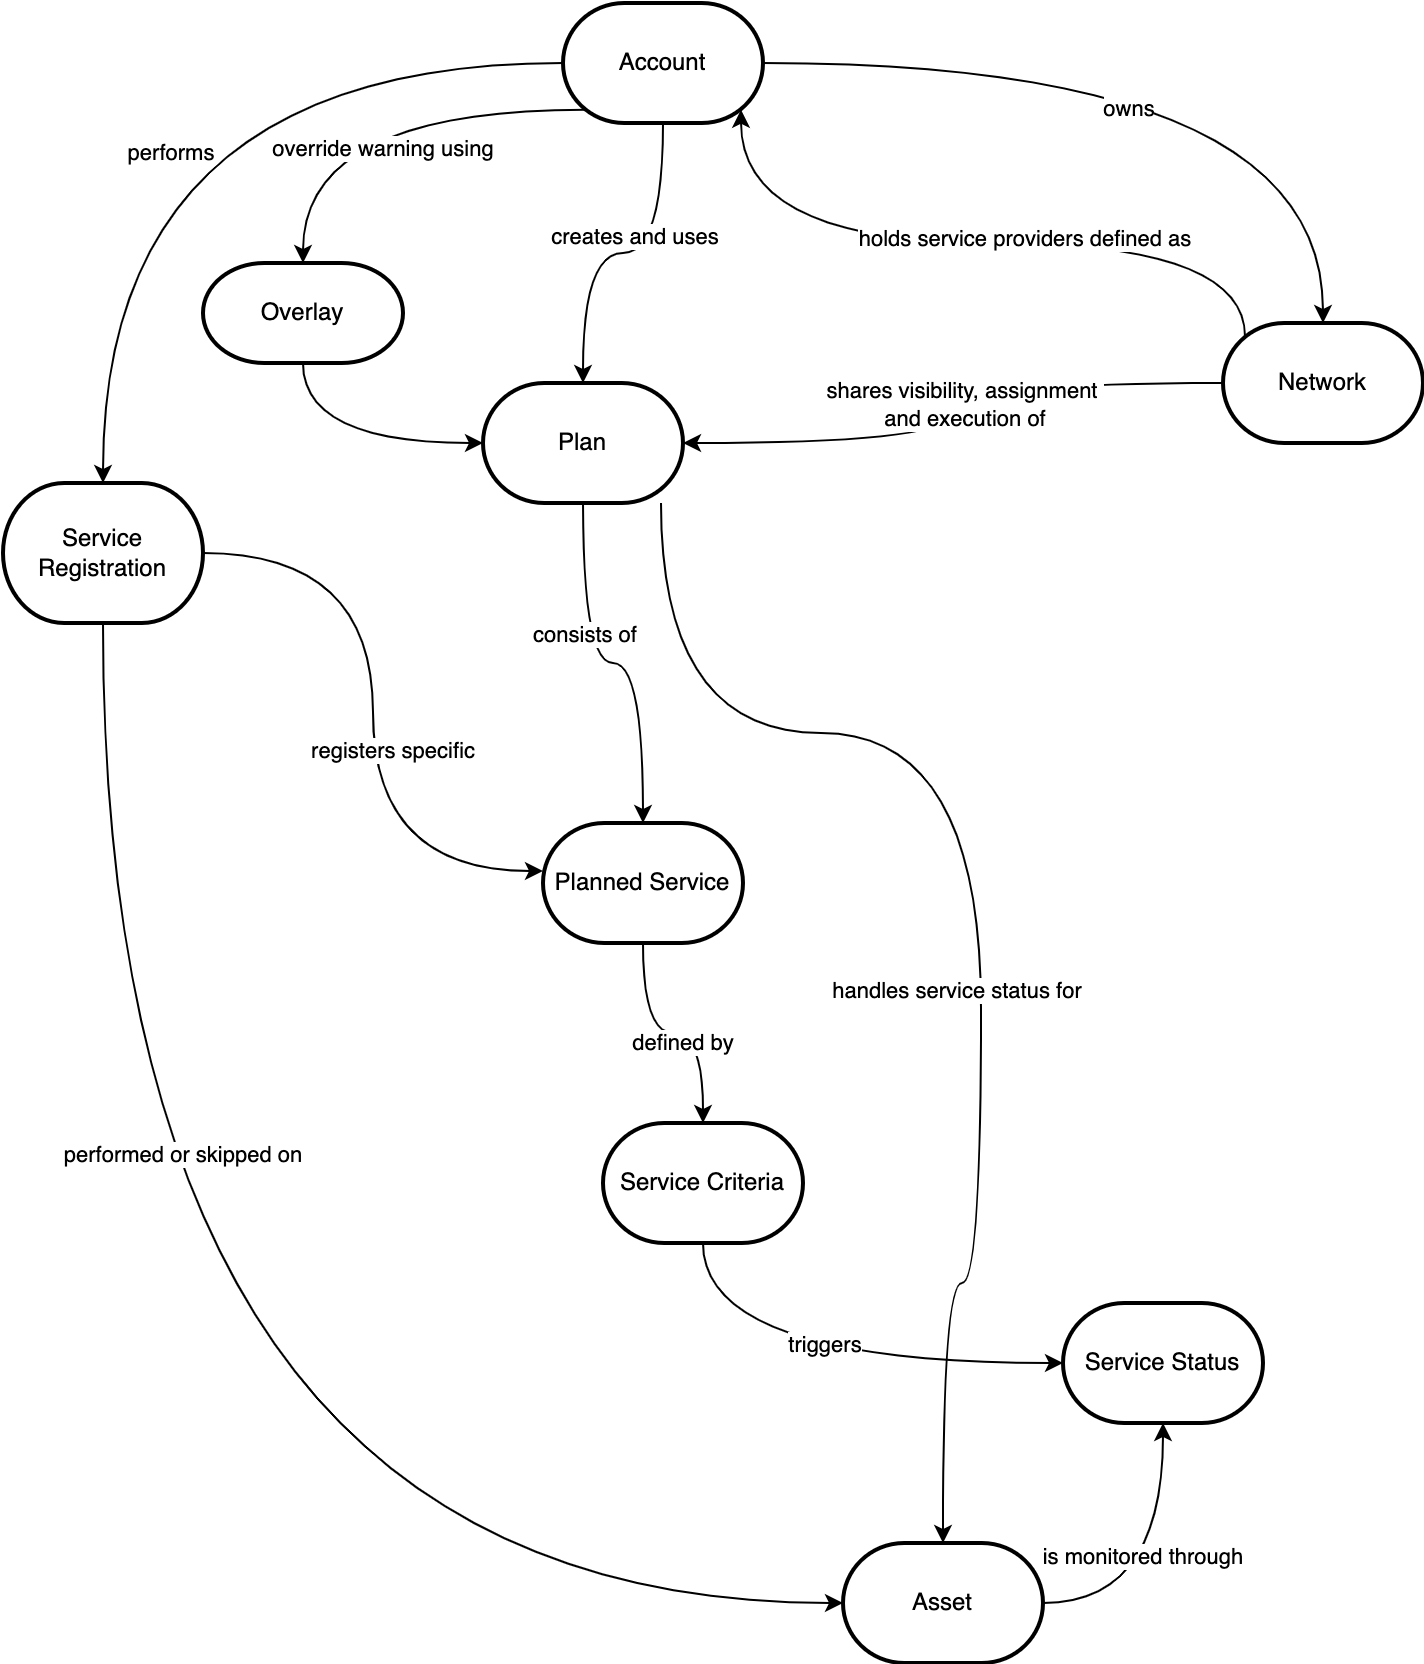 Account
owns
performs
override warning using
creates and uses
holds service providers defined as
Overlay
Network
shares visibility, assignment
and execution of
Plan
Service
Registration
consists of
registers specific
Planned Service
handles service status for
defined by
performed or skipped on
Service Criteria
triggers
Service Status
is monitored through
Asset